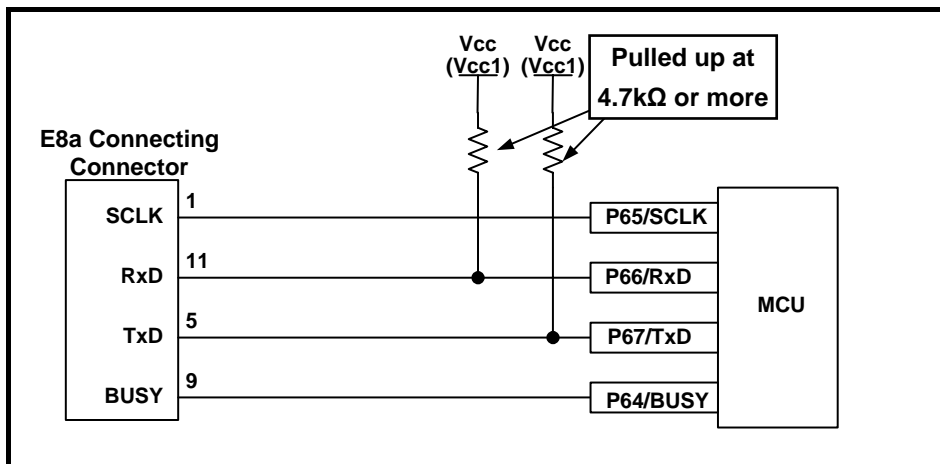 Vcc
(Vcc1)
Vcc
(Vcc1)
Pulled up at
4.7kΩ or more
E8a Connecting
Connector
SCLK
1
P65/SCLK
RxD
11
P66/RxD
MCU
TxD
5
P67/TxD
BUSY
9
P64/BUSY